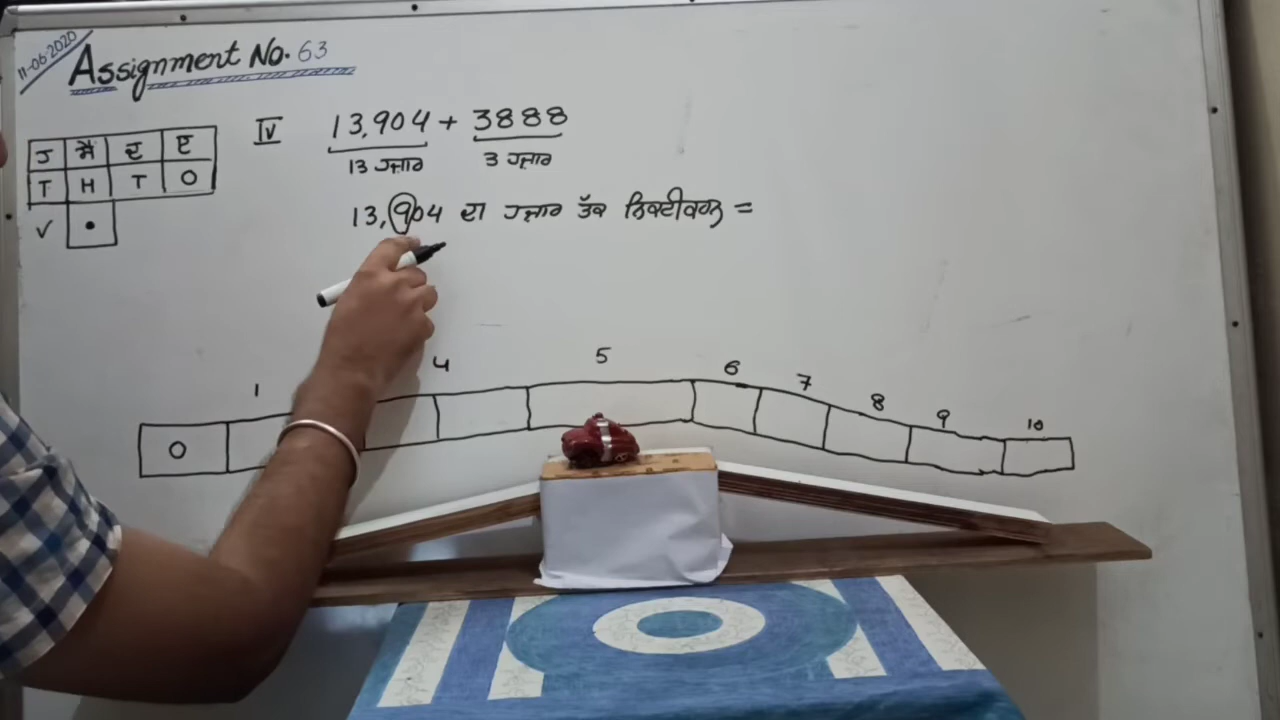 11-06-2020
Assignment No. 63
IV 13,904 + 3888
13 ਹਜ਼ਾਰ 3 ਹਜ਼ਾਰ
ਹ ਸੈਂ ਦ ਏ
T H T O
✓ •
13,904 ਦਾ ਹਜ਼ਾਰ ਤੱਕ ਨਿਕਟੀਕਰਨ =
1 4 5 6 7 8 9 10
0